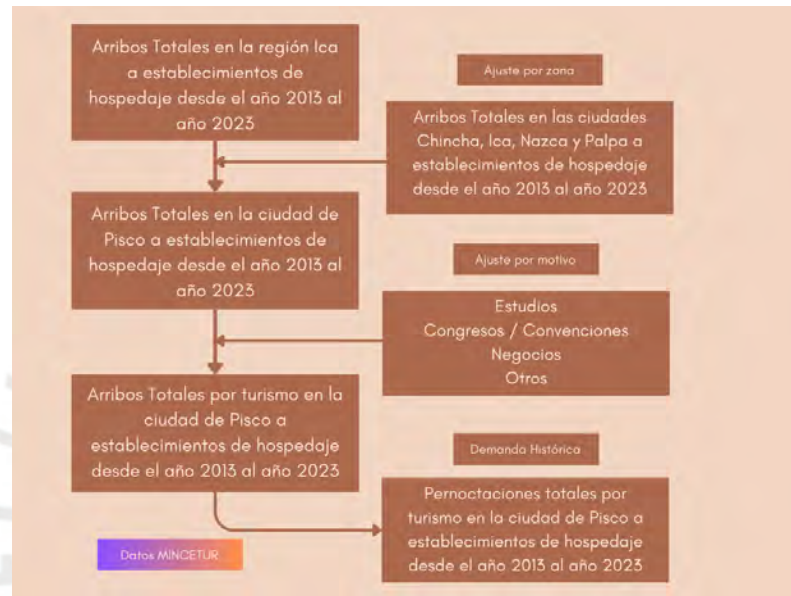 Arribos Totales en la región Ica
a establecimientos de
hospedaje desde el año 2013 al
año 2023
Ajuste por zona
Arribos Totales en las ciudades
Chincha, Ica, Nazca y Palpa a
establecimientos de hospedaje
desde el año 2013 al año 2023
Arribos Totales en la ciudad de
Pisco a establecimientos de
hospedaje desde el año 2013 al
año 2023
Ajuste por motivo
Estudios
Congresos / Convenciones
Negocios
Otros
Arribos Totales por turismo en la
ciudad de Pisco a
establecimientos de hospedaje
desde el año 2013 al año 2023
Demanda Histórica
Pernoctaciones totales por
turismo en la ciudad de Pisco a
establecimientos de hospedaje
desde el año 2013 al año 2023
Datos MINCETUR